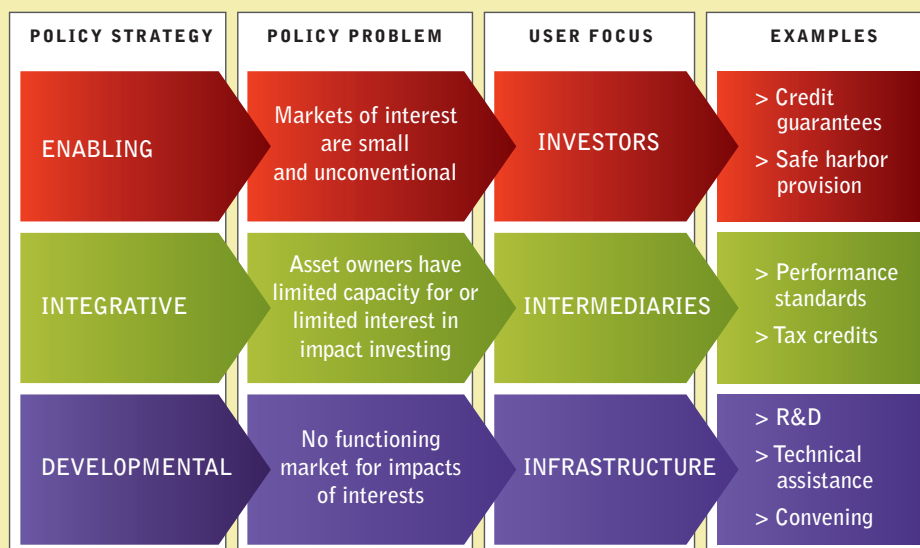 POLICY STRATEGY
POLICY PROBLEM
USER FOCUS
EXAMPLES
ENABLING
Markets of interest
are small
and unconventional
INVESTORS
> Credit
guarantees
> Safe harbor
provision
INTEGRATIVE
Asset owners have
limited capacity for or
limited interest in
impact investing
INTERMEDIARIES
> Performance
standards
> Tax credits
DEVELOPMENTAL
No functioning
market for impacts
of interests
INFRASTRUCTURE
> R&D
> Technical
assistance
> Convening